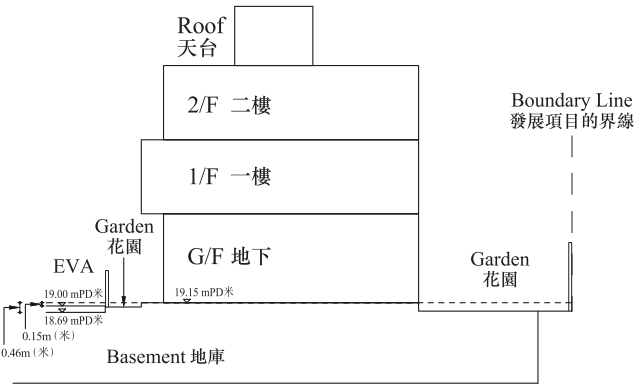 Roof
天台
2/F 二樓
Boundary Line
發展項目的界線
1/F 一樓
Garden
花園
G/F 地下
Garden
花園
EVA
19.00 mPD米
19.15 mPD米
18.69 mPD米
0.15m (米)
0.46m (米)
Basement 地庫